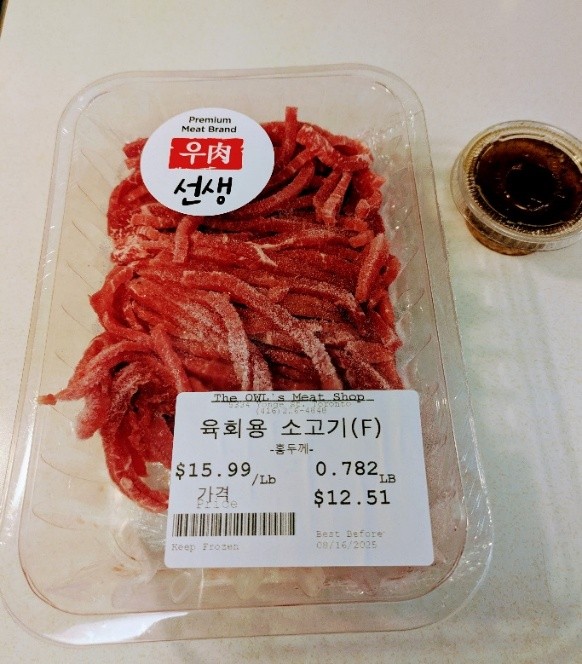 Premium
Meat Brand
우肉
선생
The OWL's Meat Shop
육회용 소고기(F)
-홍두깨-
$15.99/Lb
0.782LB
가격
Price
$12.51
Keep Frozen
Best Before
08/16/2025